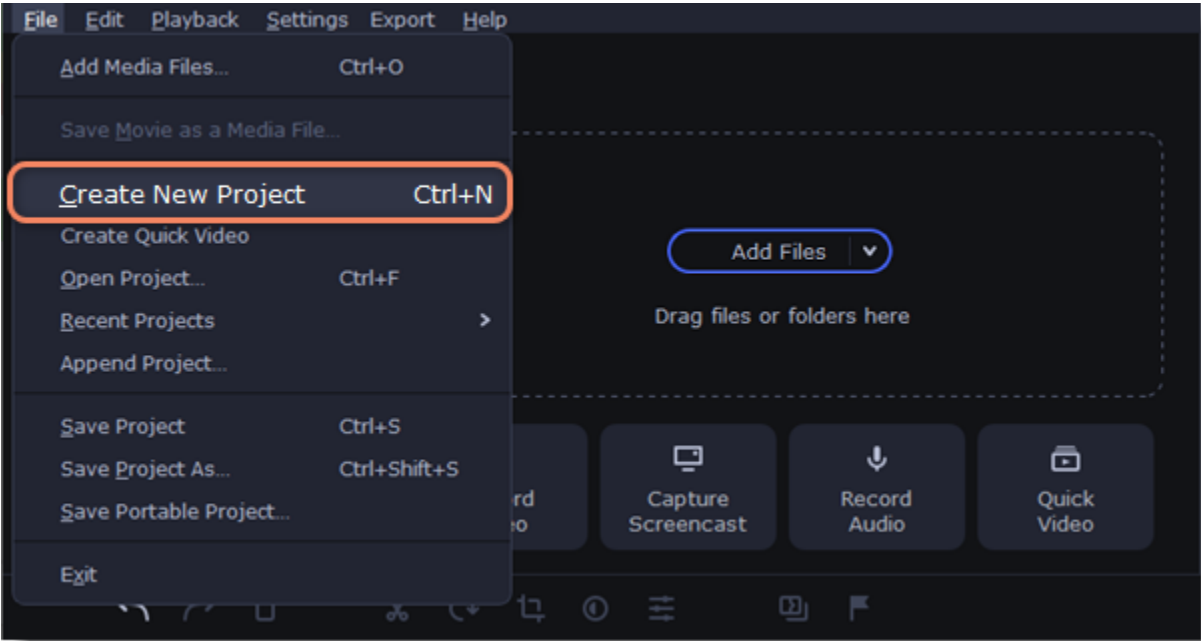 File Edit Playback Settings Export Help
Add Media Files... Ctrl+O
Save Movie as a Media File...
Create New Project Ctrl+N
Create Quick Video
Open Project... Ctrl+F
Recent Projects
Append Project...
Save Project Ctrl+S
Save Project As... Ctrl+Shift+S
Save Portable Project...
Exit
Add Files
Drag files or folders here
Capture
Screencast
Record
Audio
Quick
Video